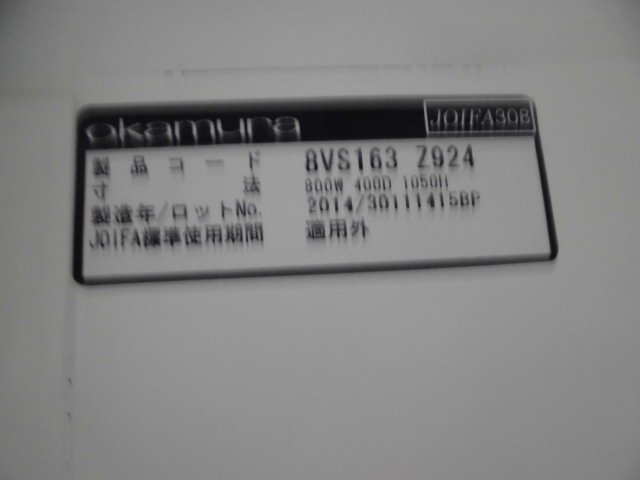 okamura JOIFA308
製品コード 8VS163 Z924
寸法 800W 400D 1050H
製造年/ロットNo. 2014/30111415BP
JOIFA標準使用期間 適用外